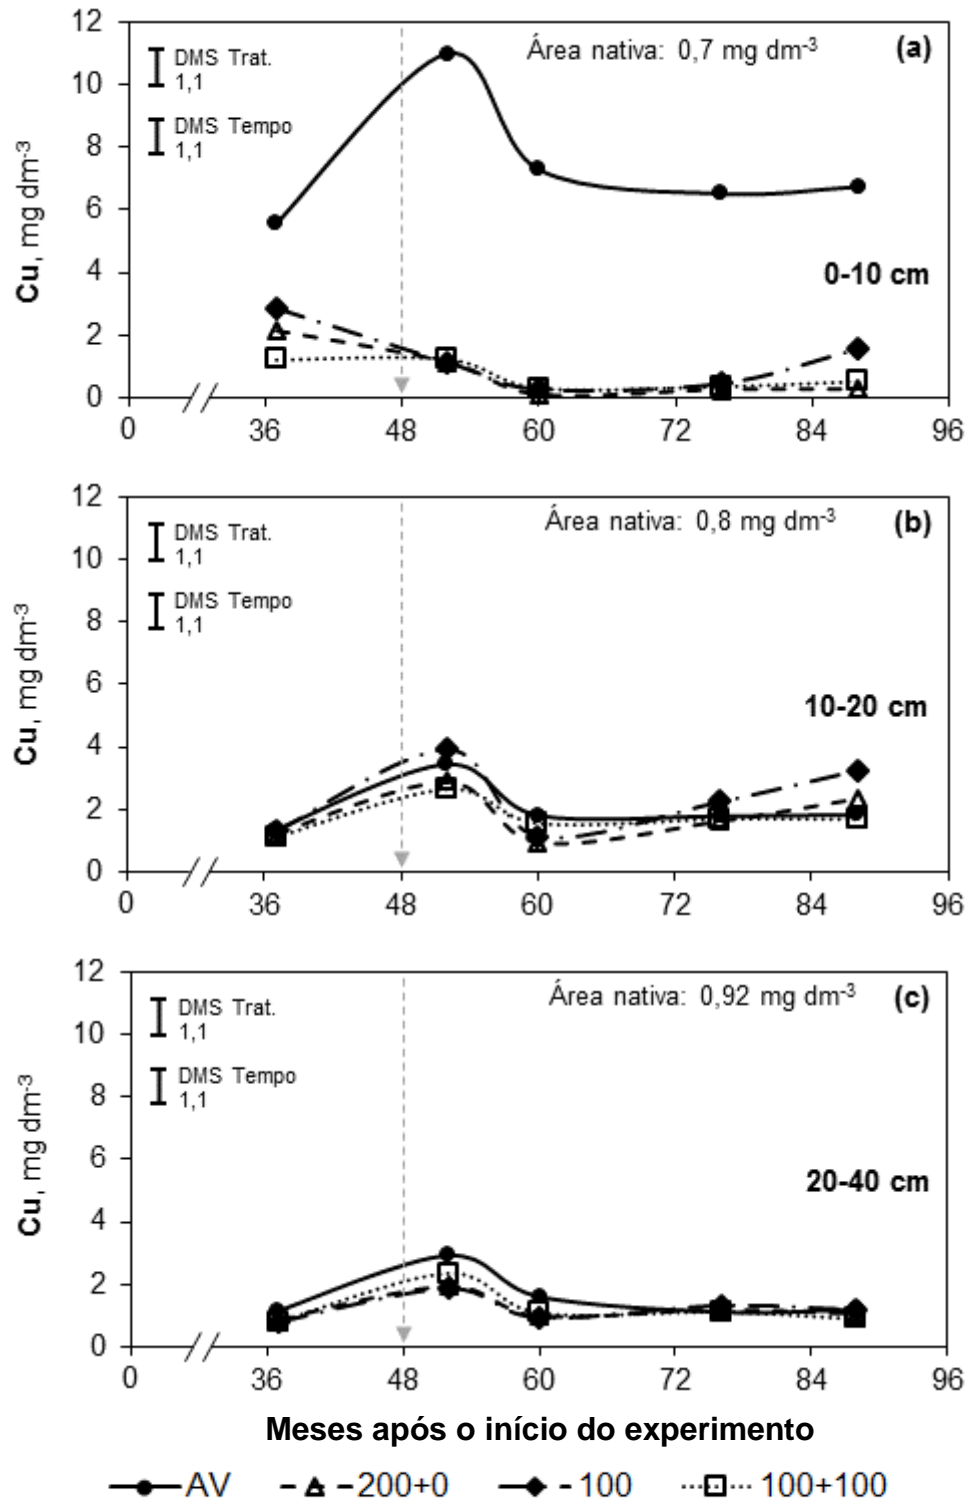 12
10
8
6
4
2
0
Cu, mg dm-3
DMS Trat.
1,1
DMS Tempo
1,1
Área nativa: 0,7 mg dm-3
(a)
0-10 cm
0 36 48 60 72 84 96
12
10
8
6
4
2
0
Cu, mg dm-3
DMS Trat.
1,1
DMS Tempo
1,1
Área nativa: 0,8 mg dm-3
(b)
10-20 cm
0 36 48 60 72 84 96
12
10
8
6
4
2
0
Cu, mg dm-3
DMS Trat.
1,1
DMS Tempo
1,1
Área nativa: 0,92 mg dm-3
(c)
20-40 cm
0 36 48 60 72 84 96
Meses após o início do experimento
AV 200+0 100 100+100